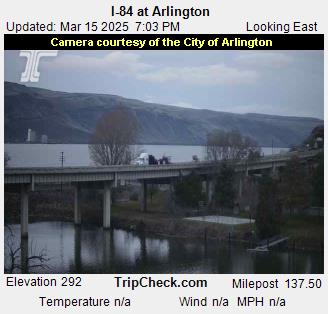 I-84 at Arlington
Updated: Mar 15 2025 7:03 PM Looking East
Camera courtesy of the City of Arlington
Elevation 292 TripCheck.com Milepost 137.50
Temperature n/a Wind n/a MPH n/a